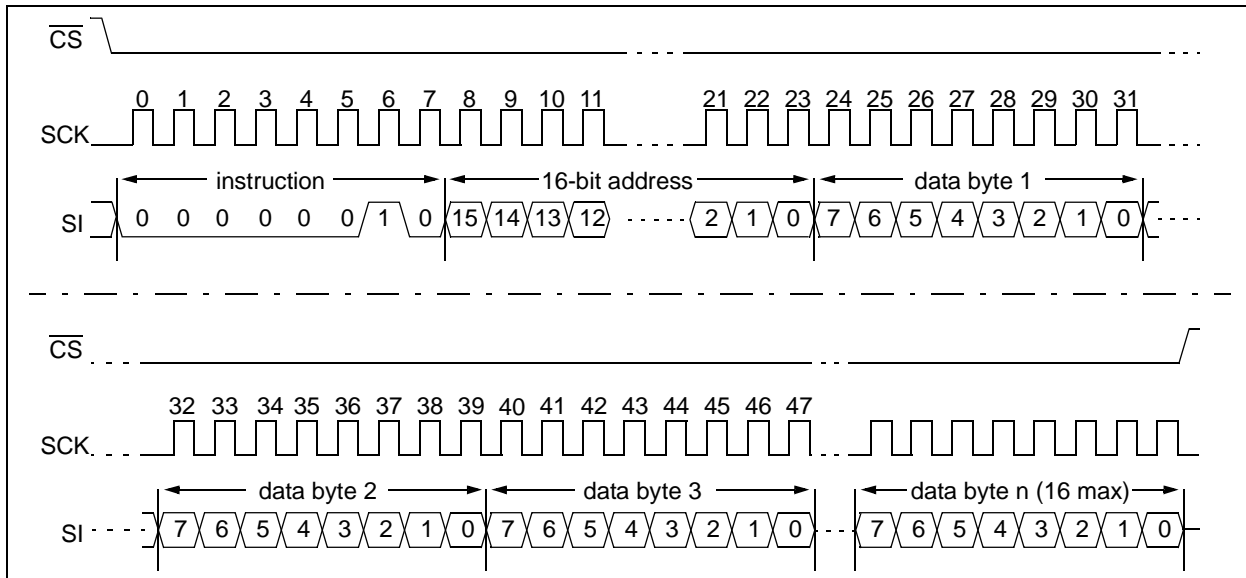 CS
0 1 2 3 4 5 6 7 8 9 10 11 21 22 23 24 25 26 27 28 29 30 31
SCK
instruction 16-bit address data byte 1
SI 0 0 0 0 0 0 1 0 15 14 13 12 2 1 0 7 6 5 4 3 2 1 0
CS
32 33 34 35 36 37 38 39 40 41 42 43 44 45 46 47
SCK
data byte 2 data byte 3 data byte n (16 max)
SI 7 6 5 4 3 2 1 0 7 6 5 4 3 2 1 0 7 6 5 4 3 2 1 0